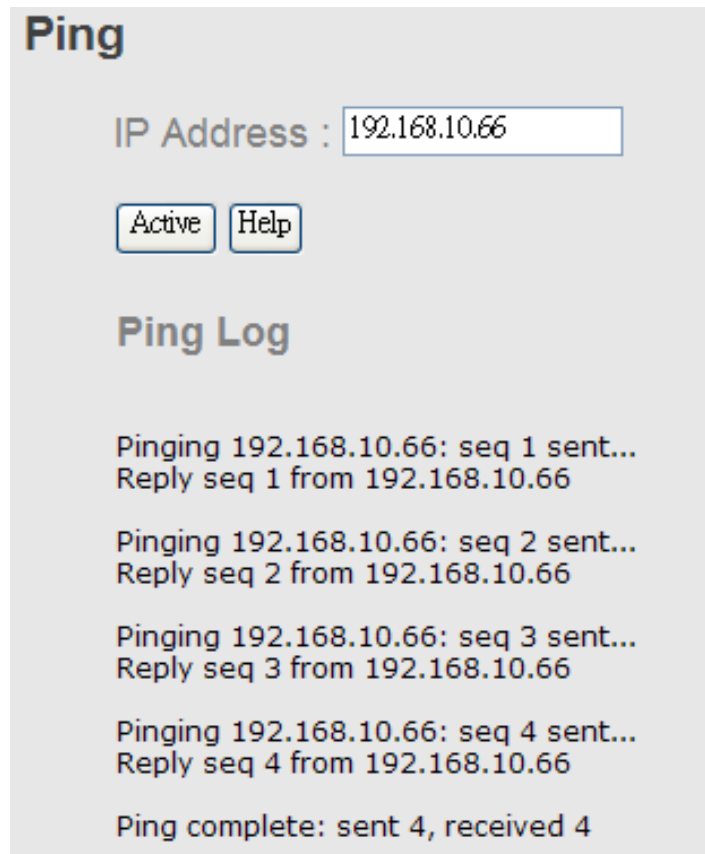 Ping
IP Address : 192.168.10.66
Active Help
Ping Log
Pinging 192.168.10.66: seq 1 sent...
Reply seq 1 from 192.168.10.66
Pinging 192.168.10.66: seq 2 sent...
Reply seq 2 from 192.168.10.66
Pinging 192.168.10.66: seq 3 sent...
Reply seq 3 from 192.168.10.66
Pinging 192.168.10.66: seq 4 sent...
Reply seq 4 from 192.168.10.66
Ping complete: sent 4, received 4